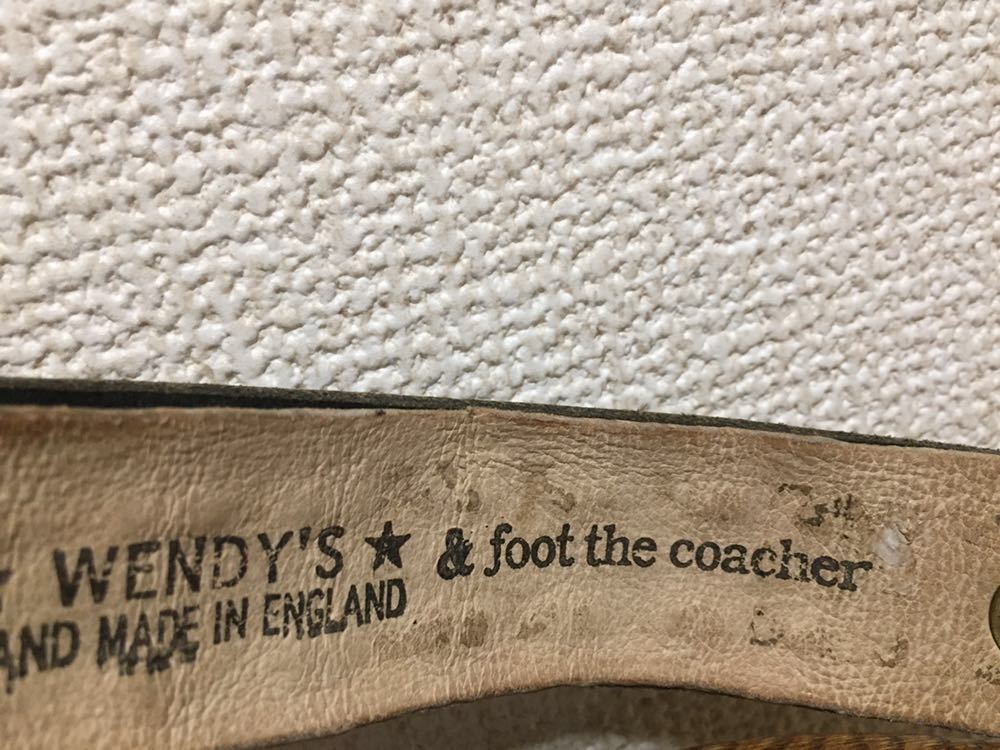 ★ WENDY'S ★ & foot the coacher
AND MADE IN ENGLAND